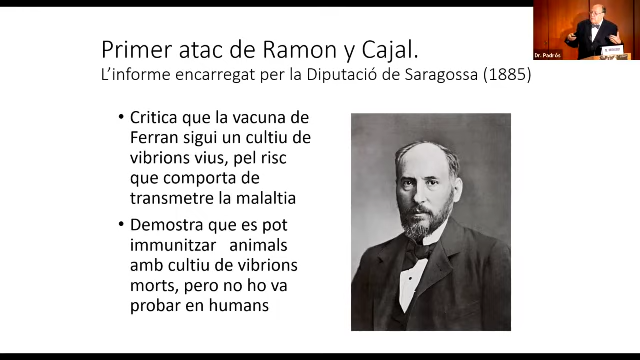 Primer atac de Ramon y Cajal.
L'informe encarregat per la Diputació de Saragossa (1885)
• Critica que la vacuna de
Ferran sigui un cultiu de
vibrions vius, pel risc
que comporta de
transmetre la malaltia
• Demostra que es pot
immunitzar animals
amb cultiu de vibrions
morts, pero no ho va
probar en humans
Dr. Padrós